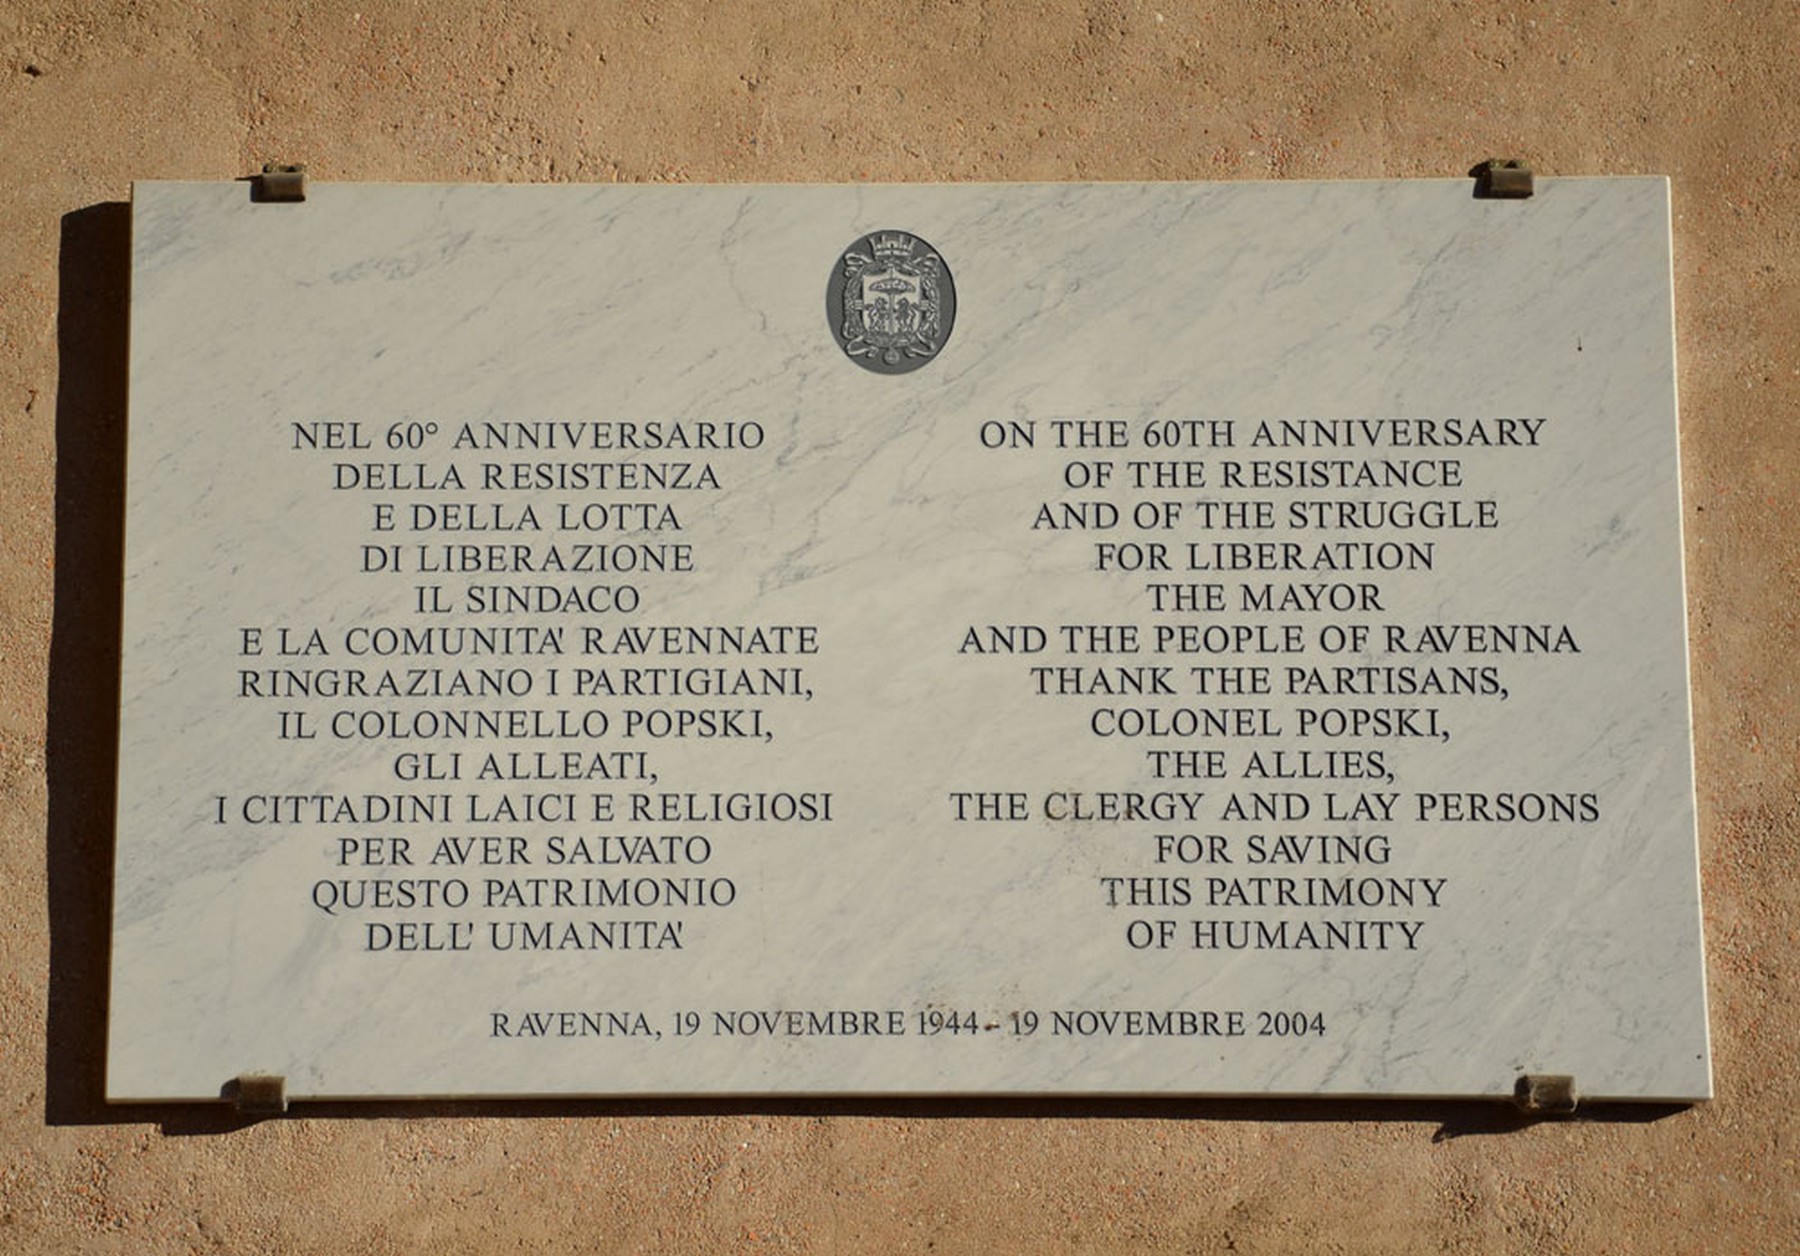 NEL 60° ANNIVERSARIO
DELLA RESISTENZA
E DELLA LOTTA
DI LIBERAZIONE
IL SINDACO
E LA COMUNITA' RAVENNATE
RINGRAZIANO I PARTIGIANI,
IL COLONNELLO POPSKI,
GLI ALLEATI,
I CITTADINI LAICI E RELIGIOSI
PER AVER SALVATO
QUESTO PATRIMONIO
DELL' UMANITA'
ON THE 60TH ANNIVERSARY
OF THE RESISTANCE
AND OF THE STRUGGLE
FOR LIBERATION
THE MAYOR
AND THE PEOPLE OF RAVENNA
THANK THE PARTISANS,
COLONEL POPSKI,
THE ALLIES,
THE CLERGY AND LAY PERSONS
FOR SAVING
THIS PATRIMONY
OF HUMANITY
RAVENNA, 19 NOVEMBRE 1944 - 19 NOVEMBRE 2004